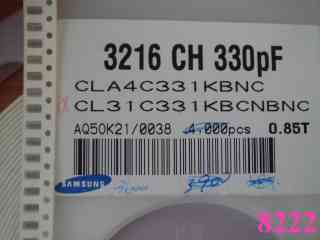 3216 CH 330pF
CLA4C331KBNC
CL31C331KBCNBNC
AQ50K21/0038 4,000pcs 0.85T
SAMSUNG
8222